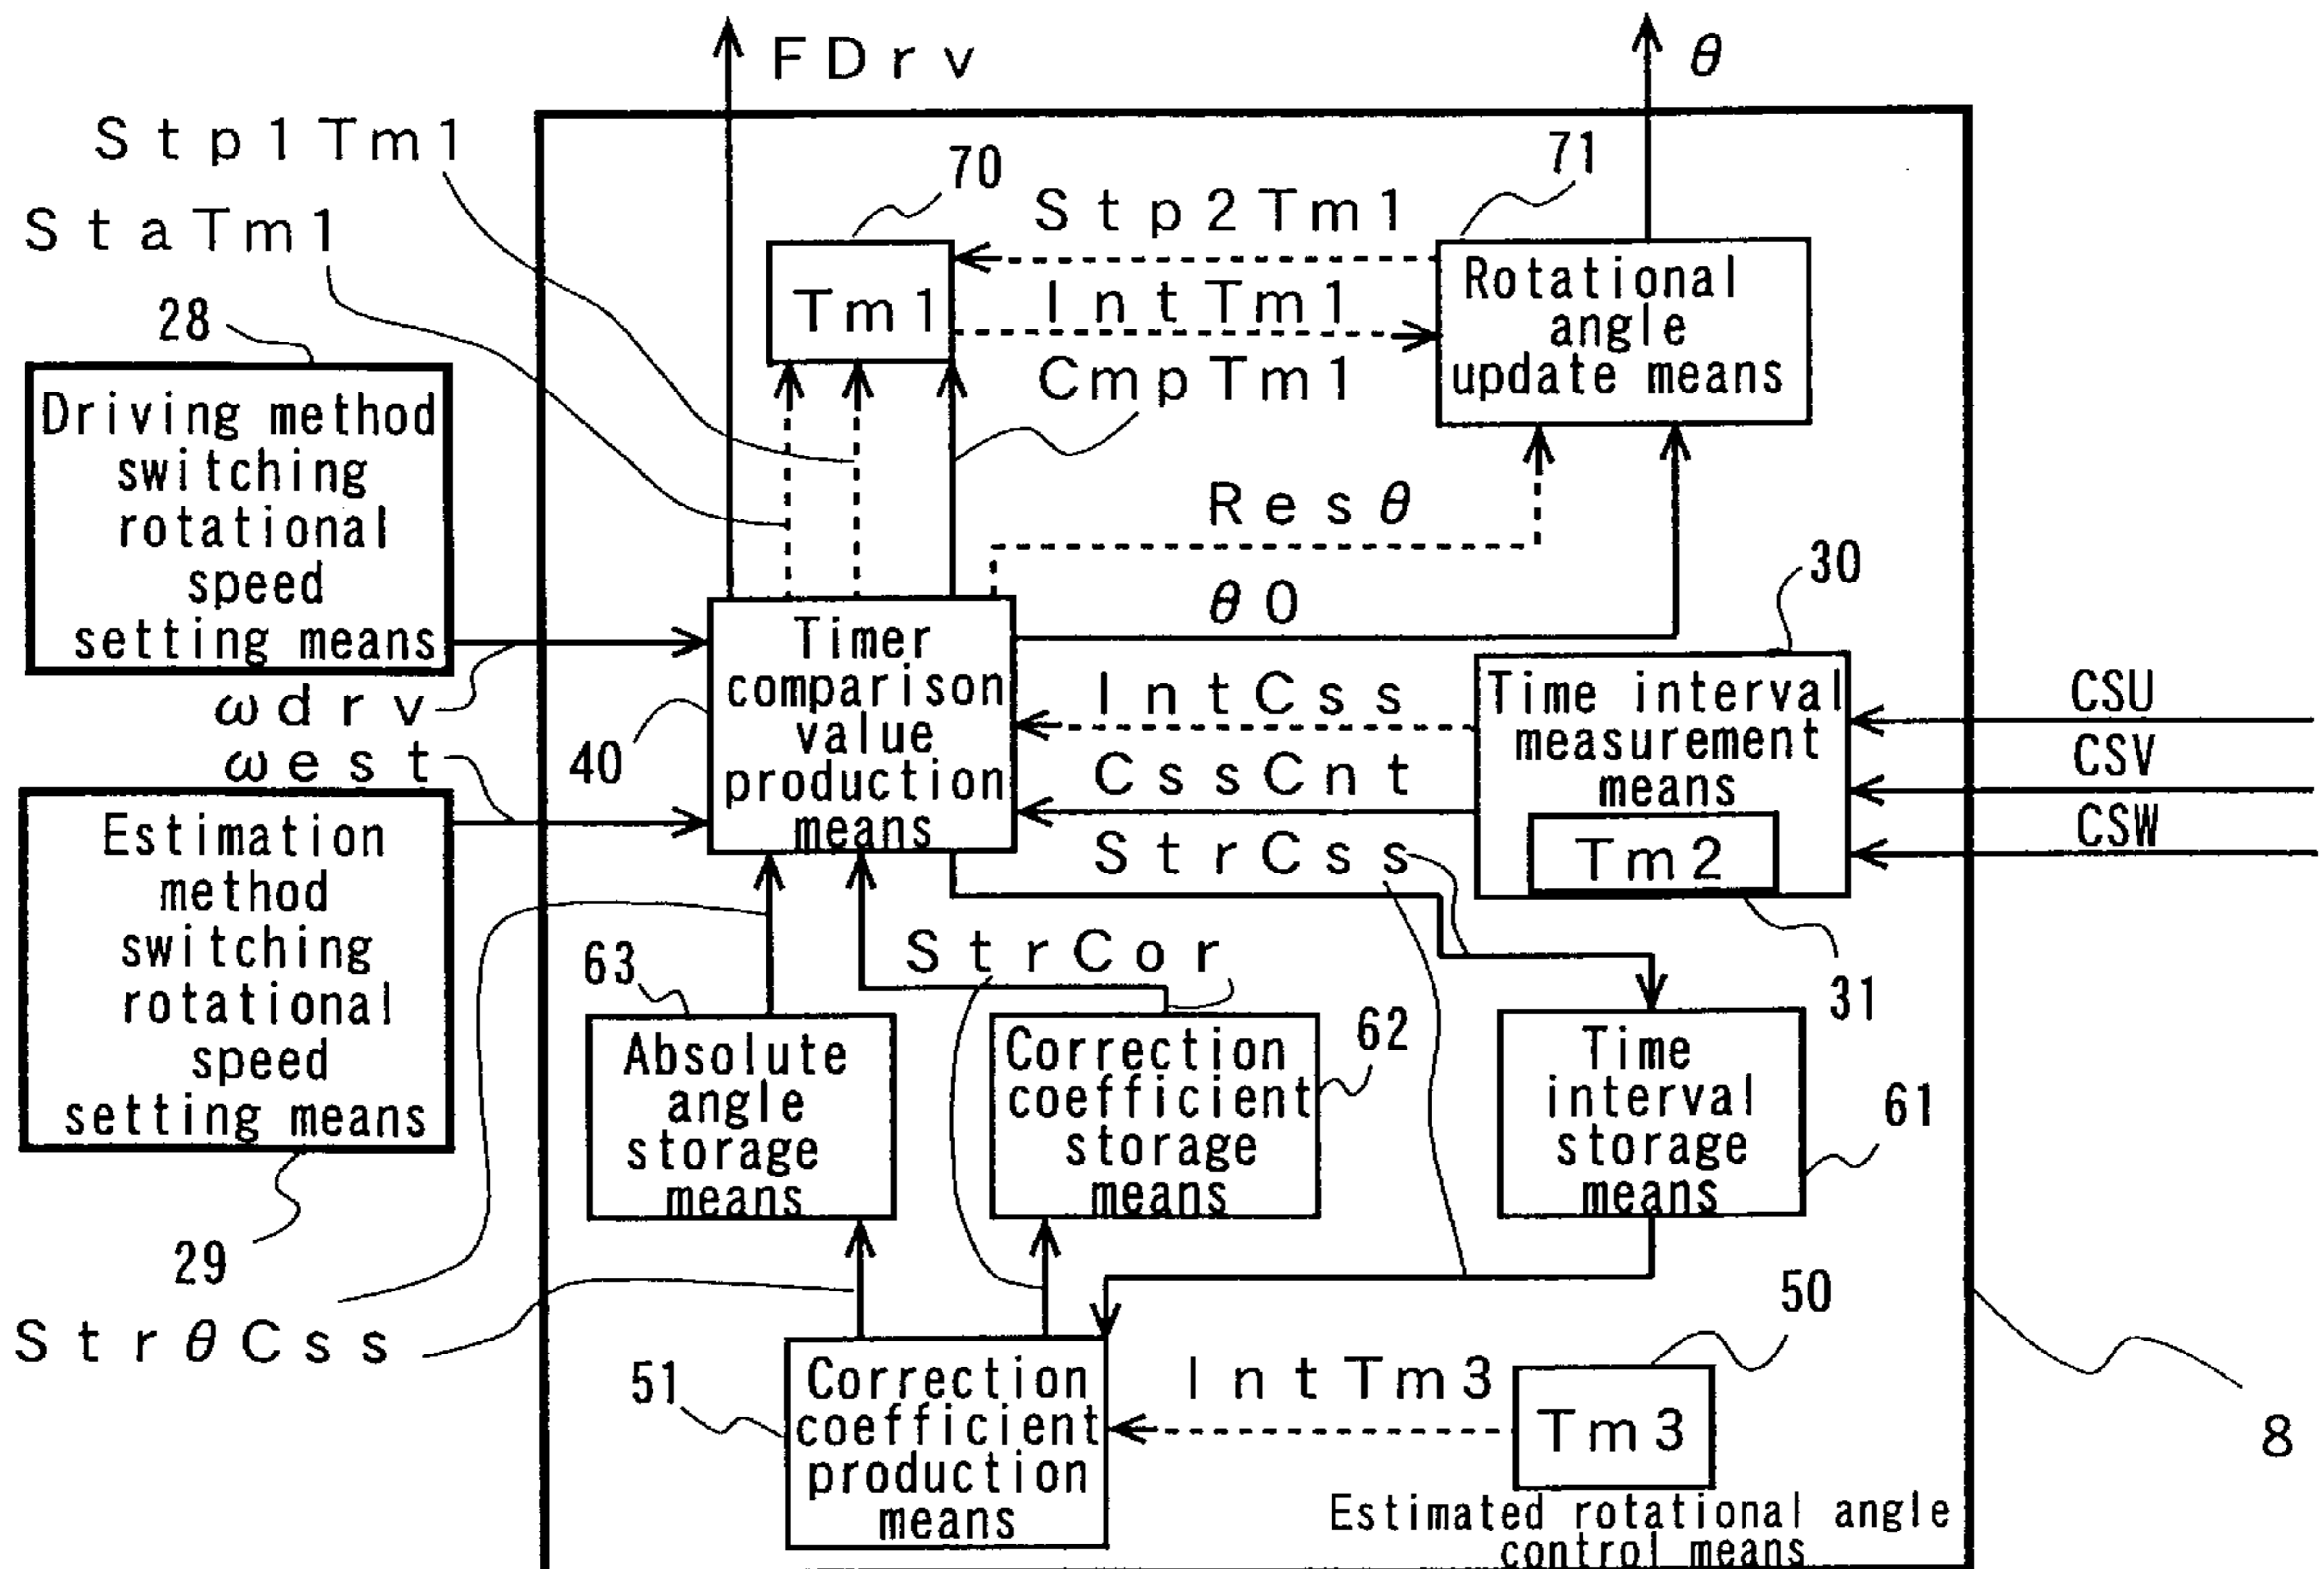 FDrv
θ
Stp1Tm1
StaTm1
70
71
Stp2Tm1
Tm1
IntTm1
CmpTm1
Rotational
angle
update means
28
Driving method
switching
rotational
speed
setting means
Resθ
θ0
30
Timer
comparison
value
production
means
40
ωdrv
ωest
IntCss
CssCnt
StrCss
Time interval
measurement
means
Tm2
CSU
CSV
CSW
31
Estimation
method
switching
rotational
speed
setting means
29
63
StrCor
62
61
Absolute
angle
storage
means
Correction
coefficient
storage
means
Time
interval
storage
means
StrθCss
51
Correction
coefficient
production
means
IntTm3
50
Tm3
8
Estimated rotational angle
control means